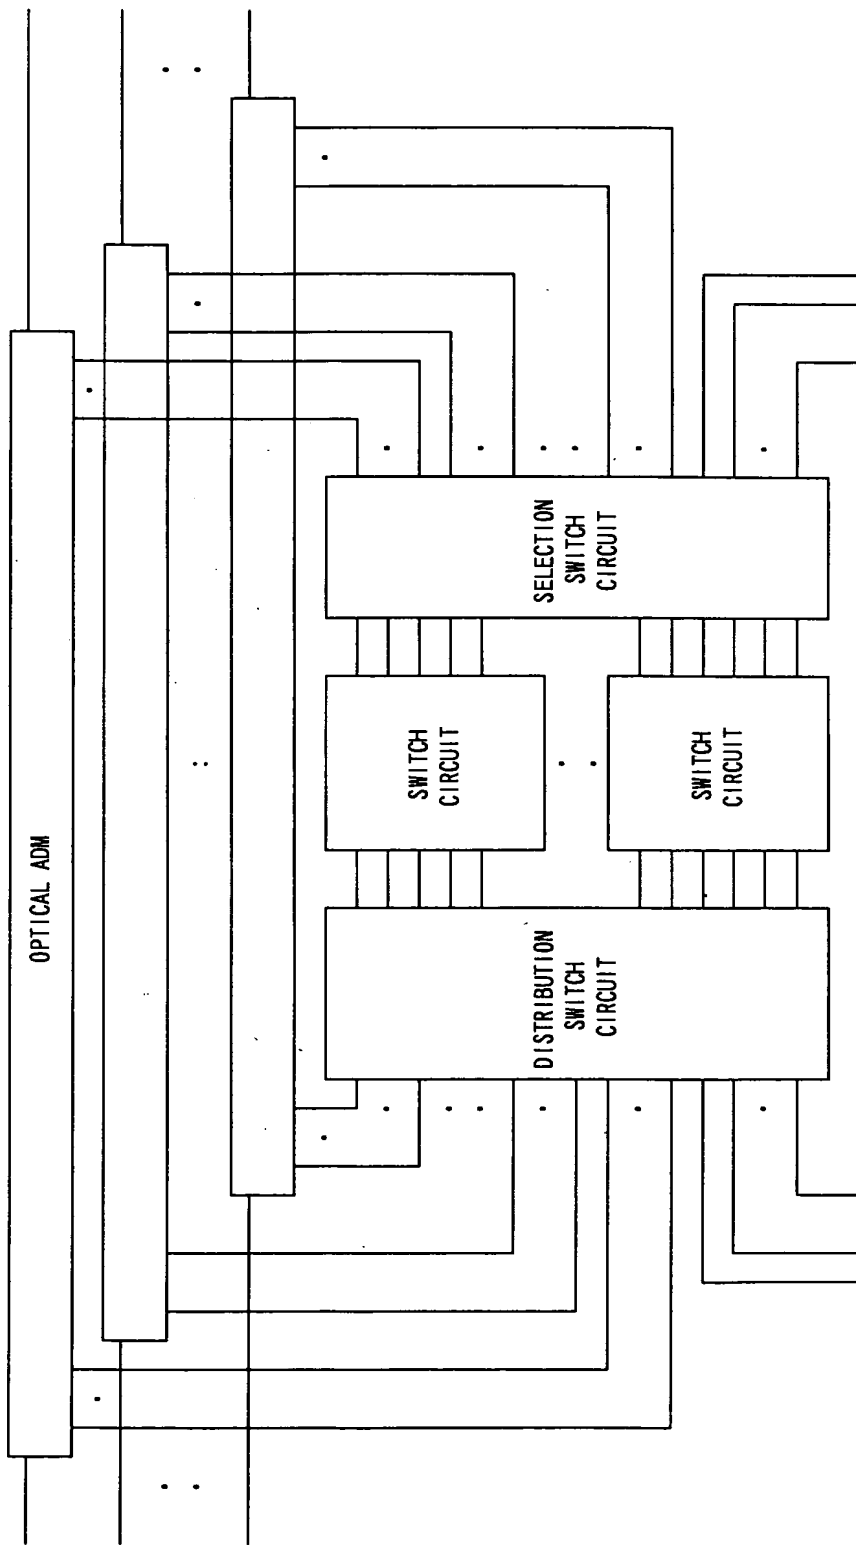 OPTICAL ADM
DISTRIBUTION
SWITCH
CIRCUIT
SWITCH
CIRCUIT
SWITCH
CIRCUIT
SELECTION
SWITCH
CIRCUIT